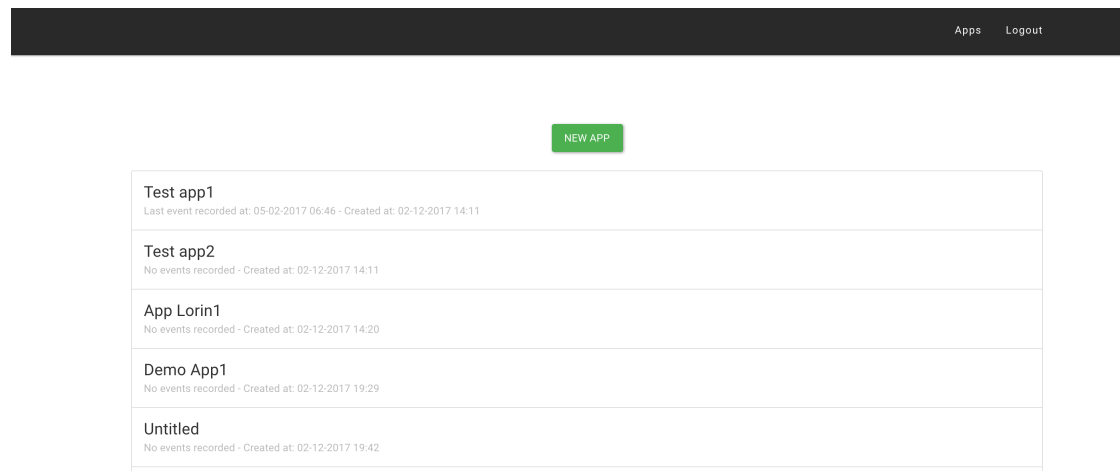 Apps Logout
NEW APP
Test app1
Last event recorded at: 05-02-2017 06:46 - Created at: 02-12-2017 14:11
Test app2
No events recorded - Created at: 02-12-2017 14:11
App Lorin1
No events recorded - Created at: 02-12-2017 14:20
Demo App1
No events recorded - Created at: 02-12-2017 19:29
Untitled
No events recorded - Created at: 02-12-2017 19:42